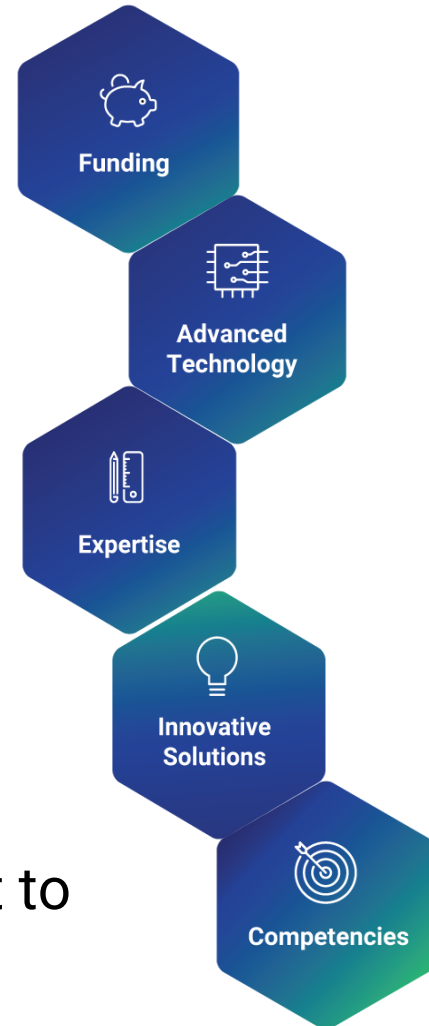 Funding
Advanced
Technology
Expertise
Innovative
Solutions
to
Competencies